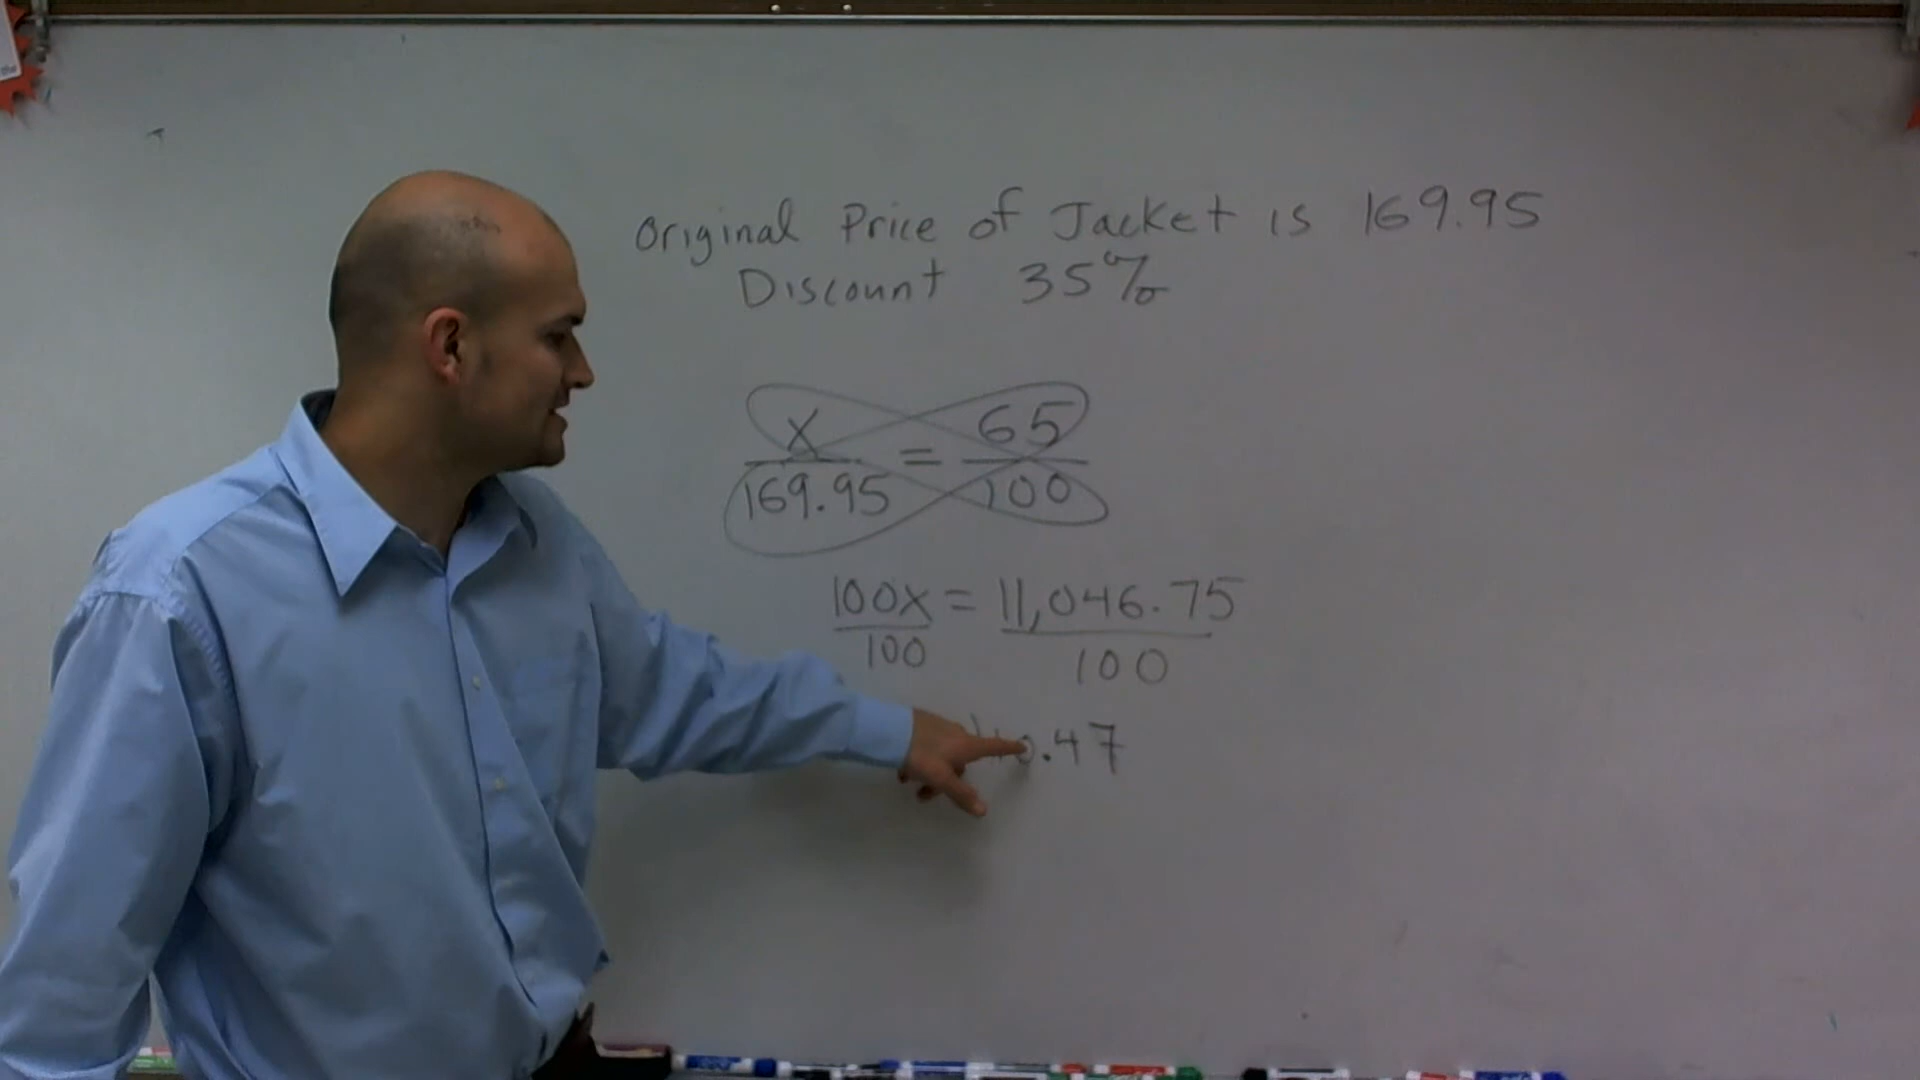 Original Price of Jacket is 169.95
Discount 35%
x = 65
169.95 100
100x = 11,046.75
100 100
.47